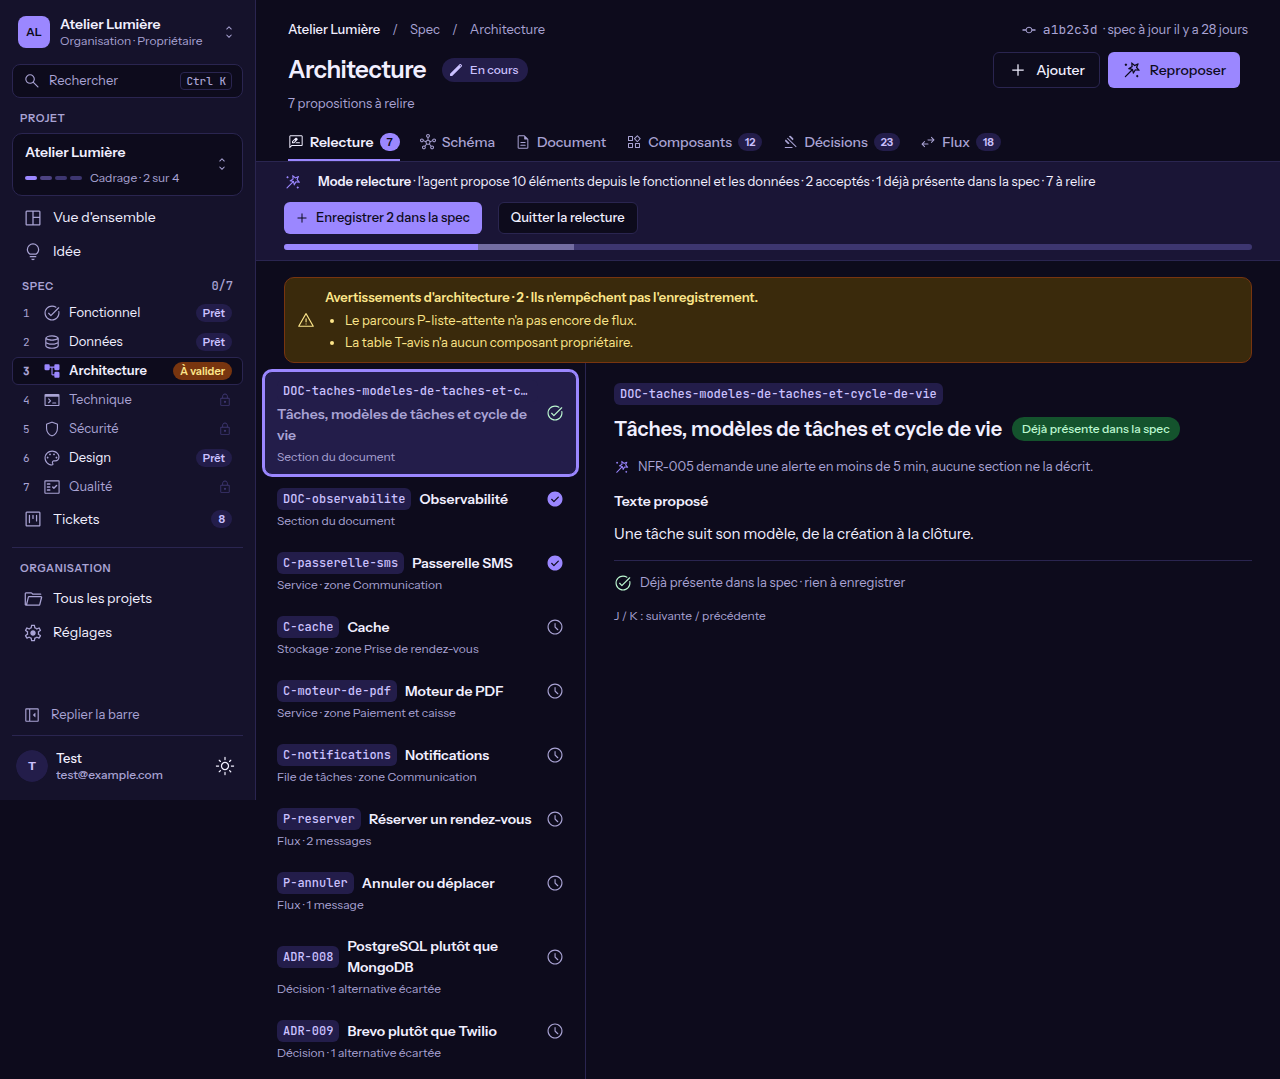 AL
Atelier Lumière
Organisation · Propriétaire
Rechercher
Ctrl K
PROJET
Atelier Lumière
Cadrage · 2 sur 4
Vue d'ensemble
Idée
SPEC 0/7
1 Fonctionnel Prêt
2 Données Prêt
3 Architecture À valider
4 Technique
5 Sécurité
6 Design Prêt
7 Qualité
Tickets 8
ORGANISATION
Tous les projets
Réglages
Replier la barre
T
Test
test@example.com
Atelier Lumière / Spec / Architecture
a1b2c3d · spec à jour il y a 28 jours
Architecture
En cours
Ajouter
Reproposer
7 propositions à relire
Relecture 7
Schéma
Document
Composants 12
Décisions 23
Flux 18
Mode relecture · l'agent propose 10 éléments depuis le fonctionnel et les données · 2 acceptés · 1 déjà présente dans la spec · 7 à relire
Enregistrer 2 dans la spec
Quitter la relecture
Avertissements d'architecture · 2 · Ils n'empêchent pas l'enregistrement.
• Le parcours P-liste-attente n'a pas encore de flux.
• La table T-avis n'a aucun composant propriétaire.
DOC-taches-modeles-de-taches-et-c…
Tâches, modèles de tâches et cycle de
vie
Section du document
DOC-observabilite Observabilité
Section du document
C-passerelle-sms Passerelle SMS
Service · zone Communication
C-cache Cache
Stockage · zone Prise de rendez-vous
C-moteur-de-pdf Moteur de PDF
Service · zone Paiement et caisse
C-notifications Notifications
File de tâches · zone Communication
P-reserver Réserver un rendez-vous
Flux · 2 messages
P-annuler Annuler ou déplacer
Flux · 1 message
ADR-008 PostgreSQL plutôt que
MongoDB
Décision · 1 alternative écartée
ADR-009 Brevo plutôt que Twilio
Décision · 1 alternative écartée
DOC-taches-modeles-de-taches-et-cycle-de-vie
Tâches, modèles de tâches et cycle de vie
Déjà présente dans la spec
NFR-005 demande une alerte en moins de 5 min, aucune section ne la décrit.
Texte proposé
Une tâche suit son modèle, de la création à la clôture.
Déjà présente dans la spec · rien à enregistrer
J / K : suivante / précédente